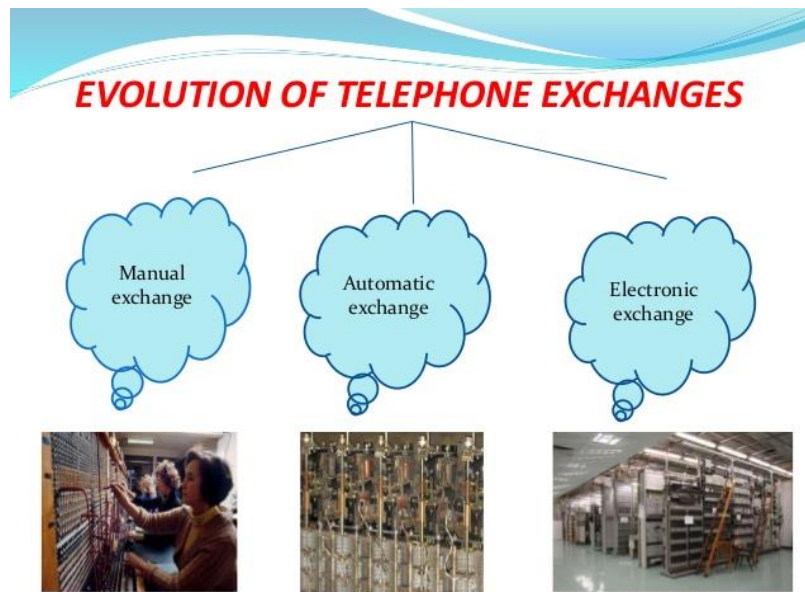 EVOLUTION OF TELEPHONE EXCHANGES
Manual
exchange
Automatic
exchange
Electronic
exchange